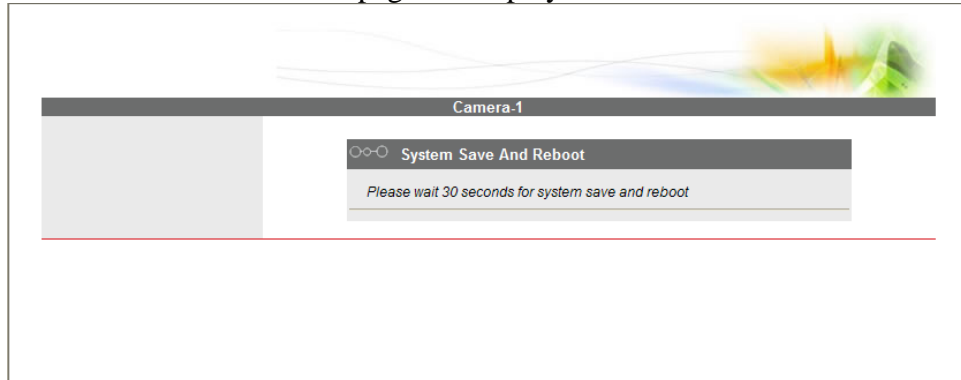 Camera-1
System Save And Reboot
Please wait 30 seconds for system save and reboot